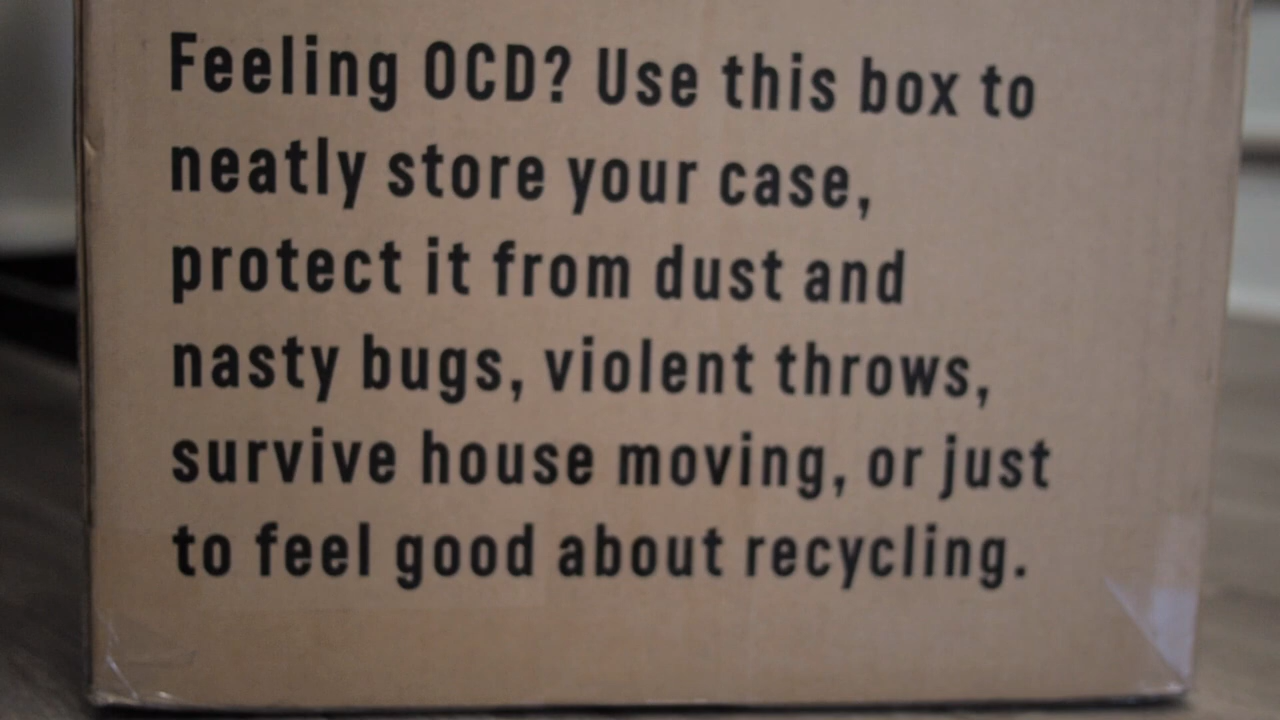 Feeling OCD? Use this box to
neatly store your case,
protect it from dust and
nasty bugs, violent throws,
survive house moving, or just
to feel good about recycling.